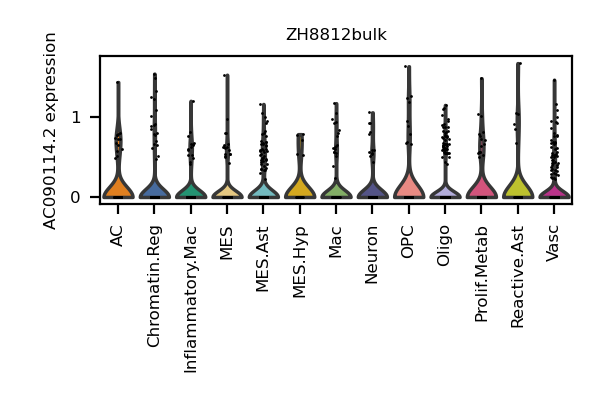 ZH8812bulk
AC090114.2 expression
1
0
AC
Chromatin.Reg
Inflammatory.Mac
MES
MES.Ast
MES.Hyp
Mac
Neuron
OPC
Oligo
Prolif.Metab
Reactive.Ast
Vasc